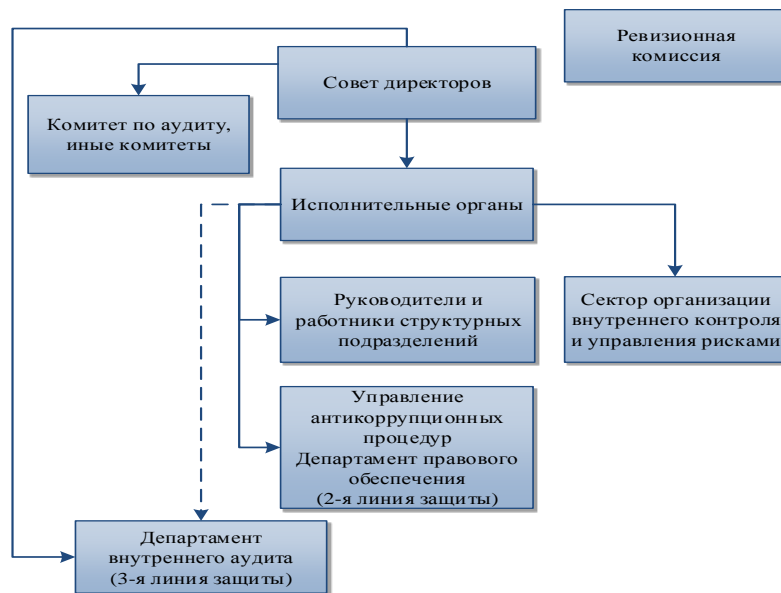 Ревизионная
комиссия
Совет директоров
Комитет по аудиту,
иные комитеты
Исполнительные органы
Руководители и
работники структурных
подразделений
Сектор организации
внутреннего контроля
и управления рисками
Управление
антикоррупционных
процедур
Департамент правового
обеспечения
(2-я линия защиты)
Департамент
внутреннего аудита
(3-я линия защиты)